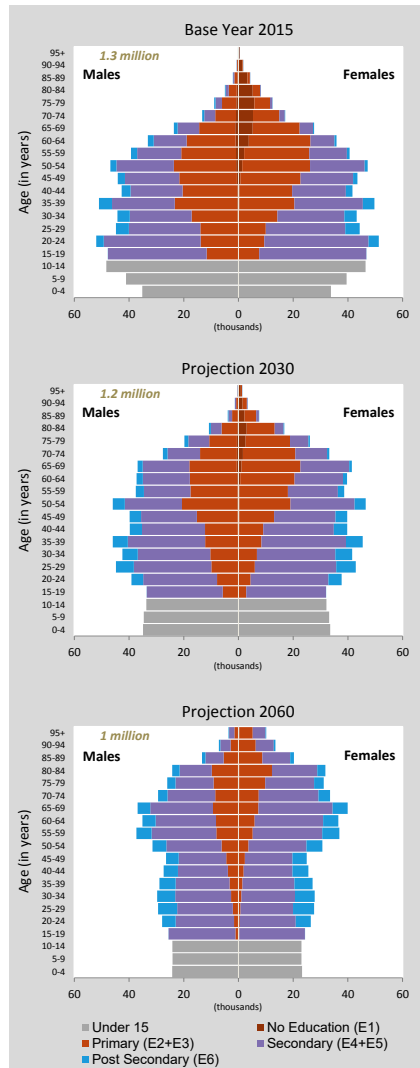 Base Year 2015
1.3 million
Males
Females
Age (in years)
95+
90-94
85-89
80-84
75-79
70-74
65-69
60-64
55-59
50-54
45-49
40-44
35-39
30-34
25-29
20-24
15-19
10-14
5-9
0-4
60 40 20 0 20 40 60
(thousands)
Projection 2030
1.2 million
Males
Females
Age (in years)
95+
90-94
85-89
80-84
75-79
70-74
65-69
60-64
55-59
50-54
45-49
40-44
35-39
30-34
25-29
20-24
15-19
10-14
5-9
0-4
60 40 20 0 20 40 60
(thousands)
Projection 2060
1 million
Males
Females
Age (in years)
95+
90-94
85-89
80-84
75-79
70-74
65-69
60-64
55-59
50-54
45-49
40-44
35-39
30-34
25-29
20-24
15-19
10-14
5-9
0-4
60 40 20 0 20 40 60
(thousands)
Under 15 No Education (E1)
Primary (E2+E3) Secondary (E4+E5)
Post Secondary (E6)